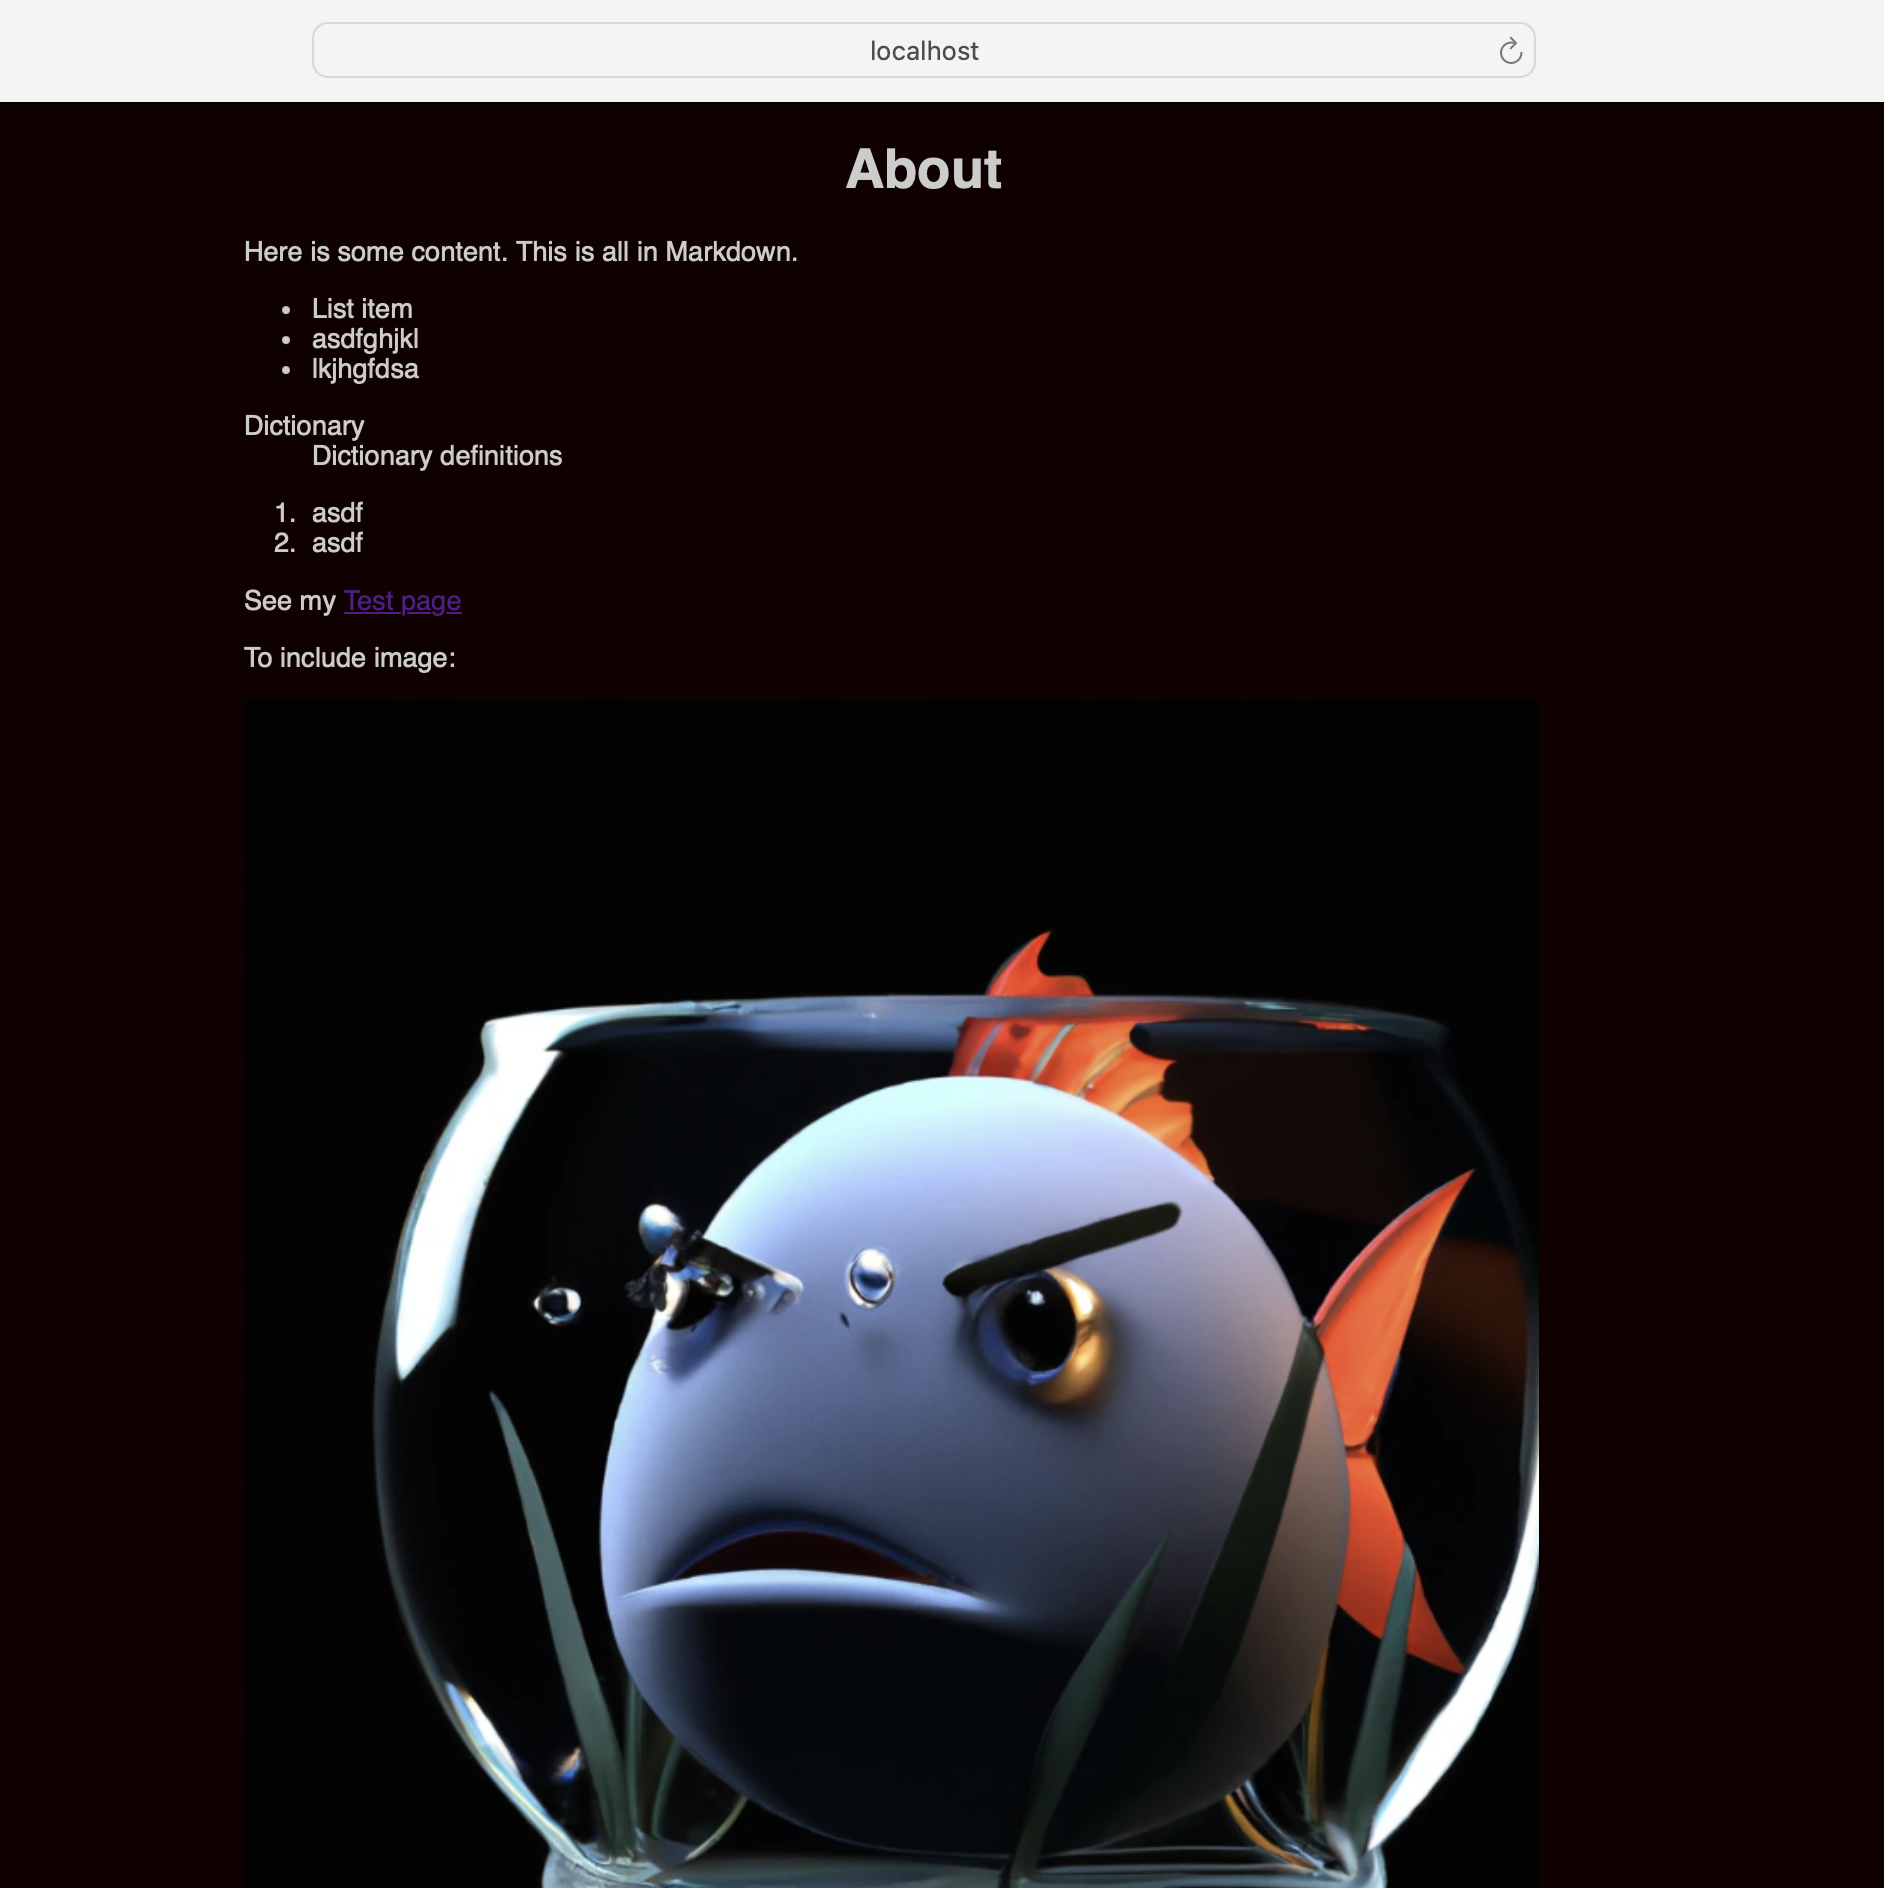 localhost
About
Here is some content. This is all in Markdown.
• List item
• asdfghjkl
• lkjhgfdsa
Dictionary
Dictionary definitions
1. asdf
2. asdf
See my Test page
To include image: